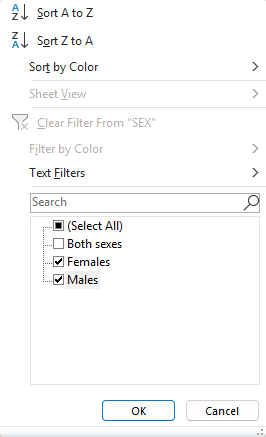 Sort A to Z
Sort Z to A
Sort by Color
Sheet View
Clear Filter From "SEX"
Filter by Color
Text Filters
Search
(Select All)
Both sexes
Females
Males
OK
Cancel